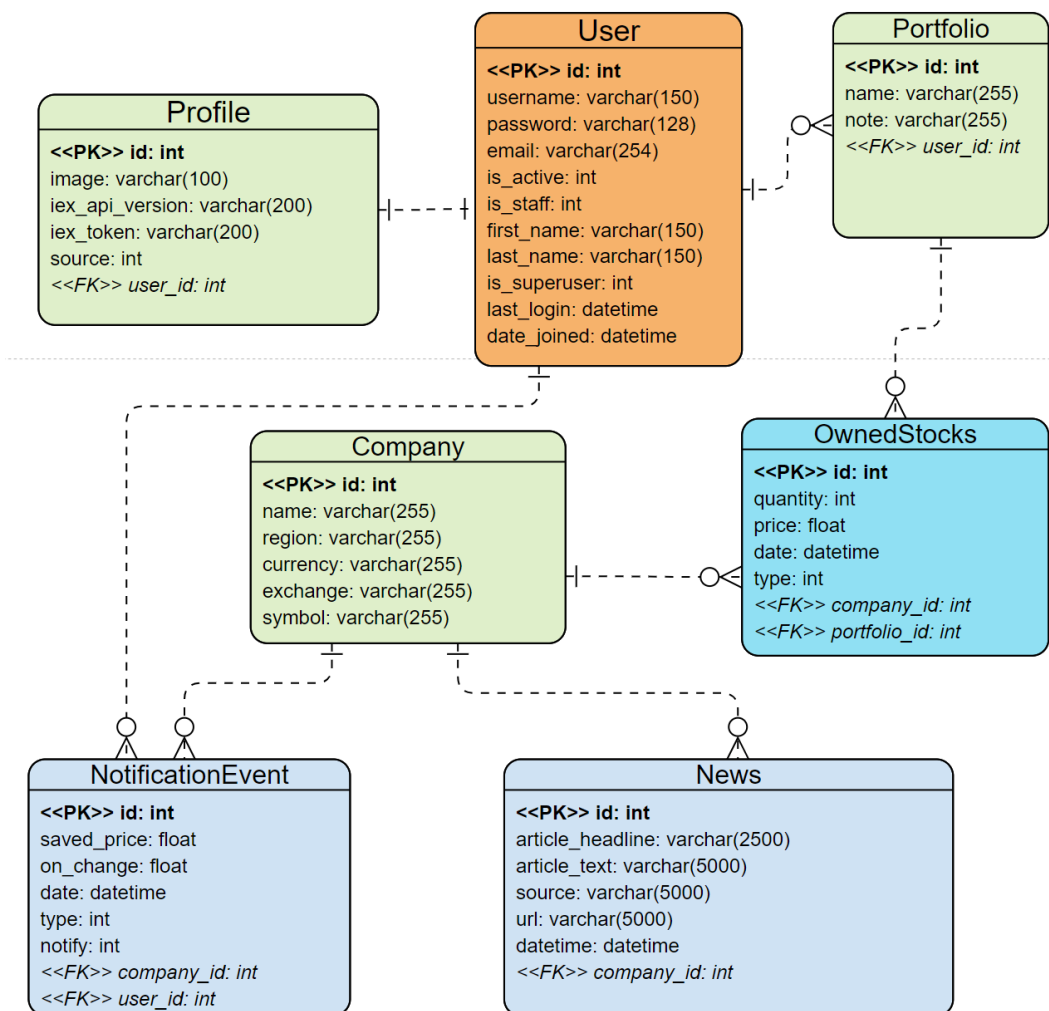 User
<<PK>> id: int
username: varchar(150)
password: varchar(128)
email: varchar(254)
is_active: int
is_staff: int
first_name: varchar(150)
last_name: varchar(150)
is_superuser: int
last_login: datetime
date_joined: datetime
Portfolio
<<PK>> id: int
name: varchar(255)
note: varchar(255)
<<FK>> user_id: int
Profile
<<PK>> id: int
image: varchar(100)
iex_api_version: varchar(200)
iex_token: varchar(200)
source: int
<<FK>> user_id: int
Company
<<PK>> id: int
name: varchar(255)
region: varchar(255)
currency: varchar(255)
exchange: varchar(255)
symbol: varchar(255)
OwnedStocks
<<PK>> id: int
quantity: int
price: float
date: datetime
type: int
<<FK>> company_id: int
<<FK>> portfolio_id: int
NotificationEvent
<<PK>> id: int
saved_price: float
on_change: float
date: datetime
type: int
notify: int
<<FK>> company_id: int
<<FK>> user_id: int
News
<<PK>> id: int
article_headline: varchar(2500)
article_text: varchar(5000)
source: varchar(5000)
url: varchar(5000)
datetime: datetime
<<FK>> company_id: int